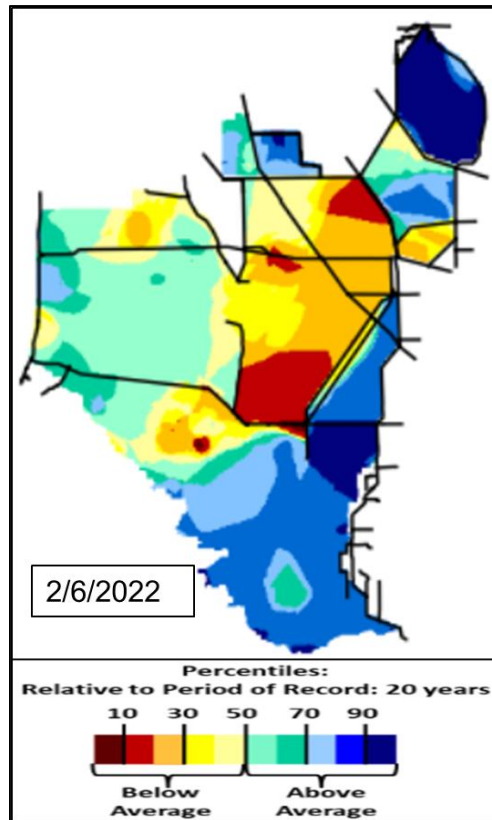 2/6/2022
Percentiles:
Relative to Period of Record: 20 years
10 30 50 70 90
Below Above
Average Average